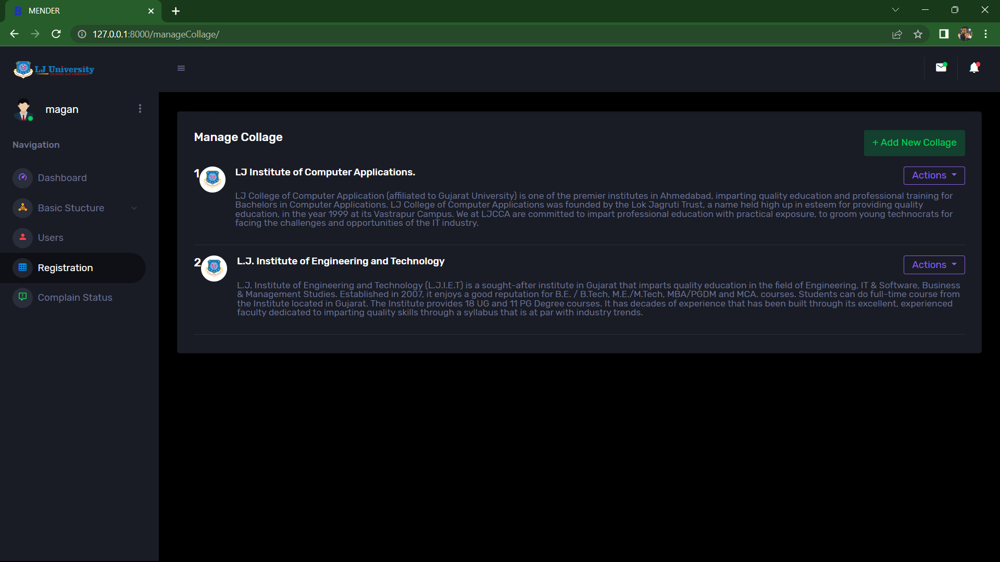 MENDER
127.0.0.1:8000/manageCollage/
LJ University
University with a Difference
magan
Navigation
Dashboard
Basic Stucture
Users
Registration
Complain Status
Manage Collage
+ Add New Collage
1
LJ Institute of Computer Applications.
Actions
LJ College of Computer Application (affiliated to Gujarat University) is one of the premier institutes in Ahmedabad, imparting quality education and professional training for
Bachelors in Computer Applications. LJ College of Computer Applications was founded by the Lok Jagruti Trust, a name held high up in esteem for providing quality
education, in the year 1999 at its Vastrapur Campus. We at LJCCA are committed to impart professional education with practical exposure, to groom young technocrats for
facing the challenges and opportunities of the IT industry.
2
L.J. Institute of Engineering and Technology
Actions
L.J. Institute of Engineering and Technology (L.J.I.E.T) is a sought-after institute in Gujarat that imparts quality education in the field of Engineering, IT & Software, Business
& Management Studies. Established in 2007, it enjoys a good reputation for B.E. / B.Tech, M.E./M.Tech, MBA/PGDM and MCA. courses. Students can do full-time course from
the Institute located in Gujarat. The Institute provides 18 UG and 11 PG Degree courses. It has decades of experience that has been built through its excellent, experienced
faculty dedicated to imparting quality skills through a syllabus that is at par with industry trends.